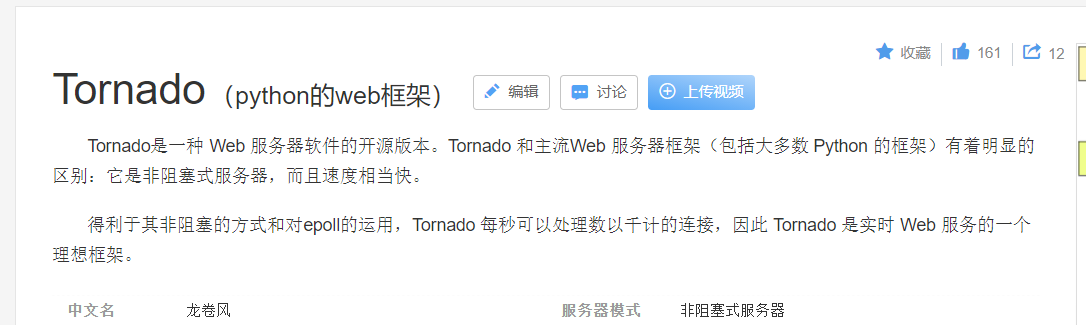 收藏 161 12
Tornado（python的web框架） 编辑 讨论 上传视频
Tornado是一种 Web 服务器软件的开源版本。Tornado 和主流Web 服务器框架（包括大多数 Python 的框架）有着明显的
区别：它是非阻塞式服务器，而且速度相当快。
得利于其非阻塞的方式和对epoll的运用，Tornado 每秒可以处理数以千计的连接，因此 Tornado 是实时 Web 服务的一个
理想框架。
中文名 龙卷风 服务器模式 非阻塞式服务器